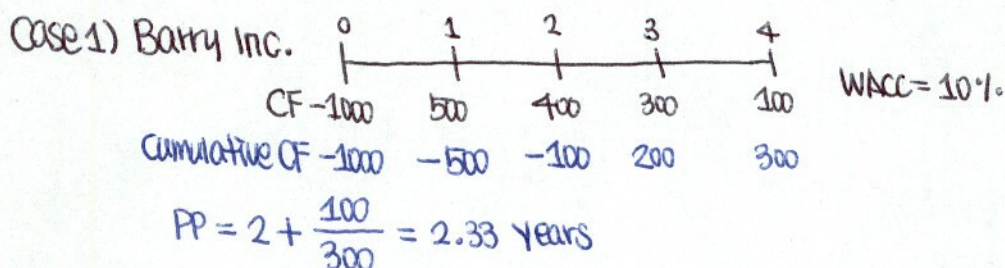 Case 1) Barry Inc. 0 1 2 3 4
WACC = 10%
CF -1000 500 400 300 100
Cumulative CF -1000 -500 -100 200 300
PP = 2 + 100/300 = 2.33 years